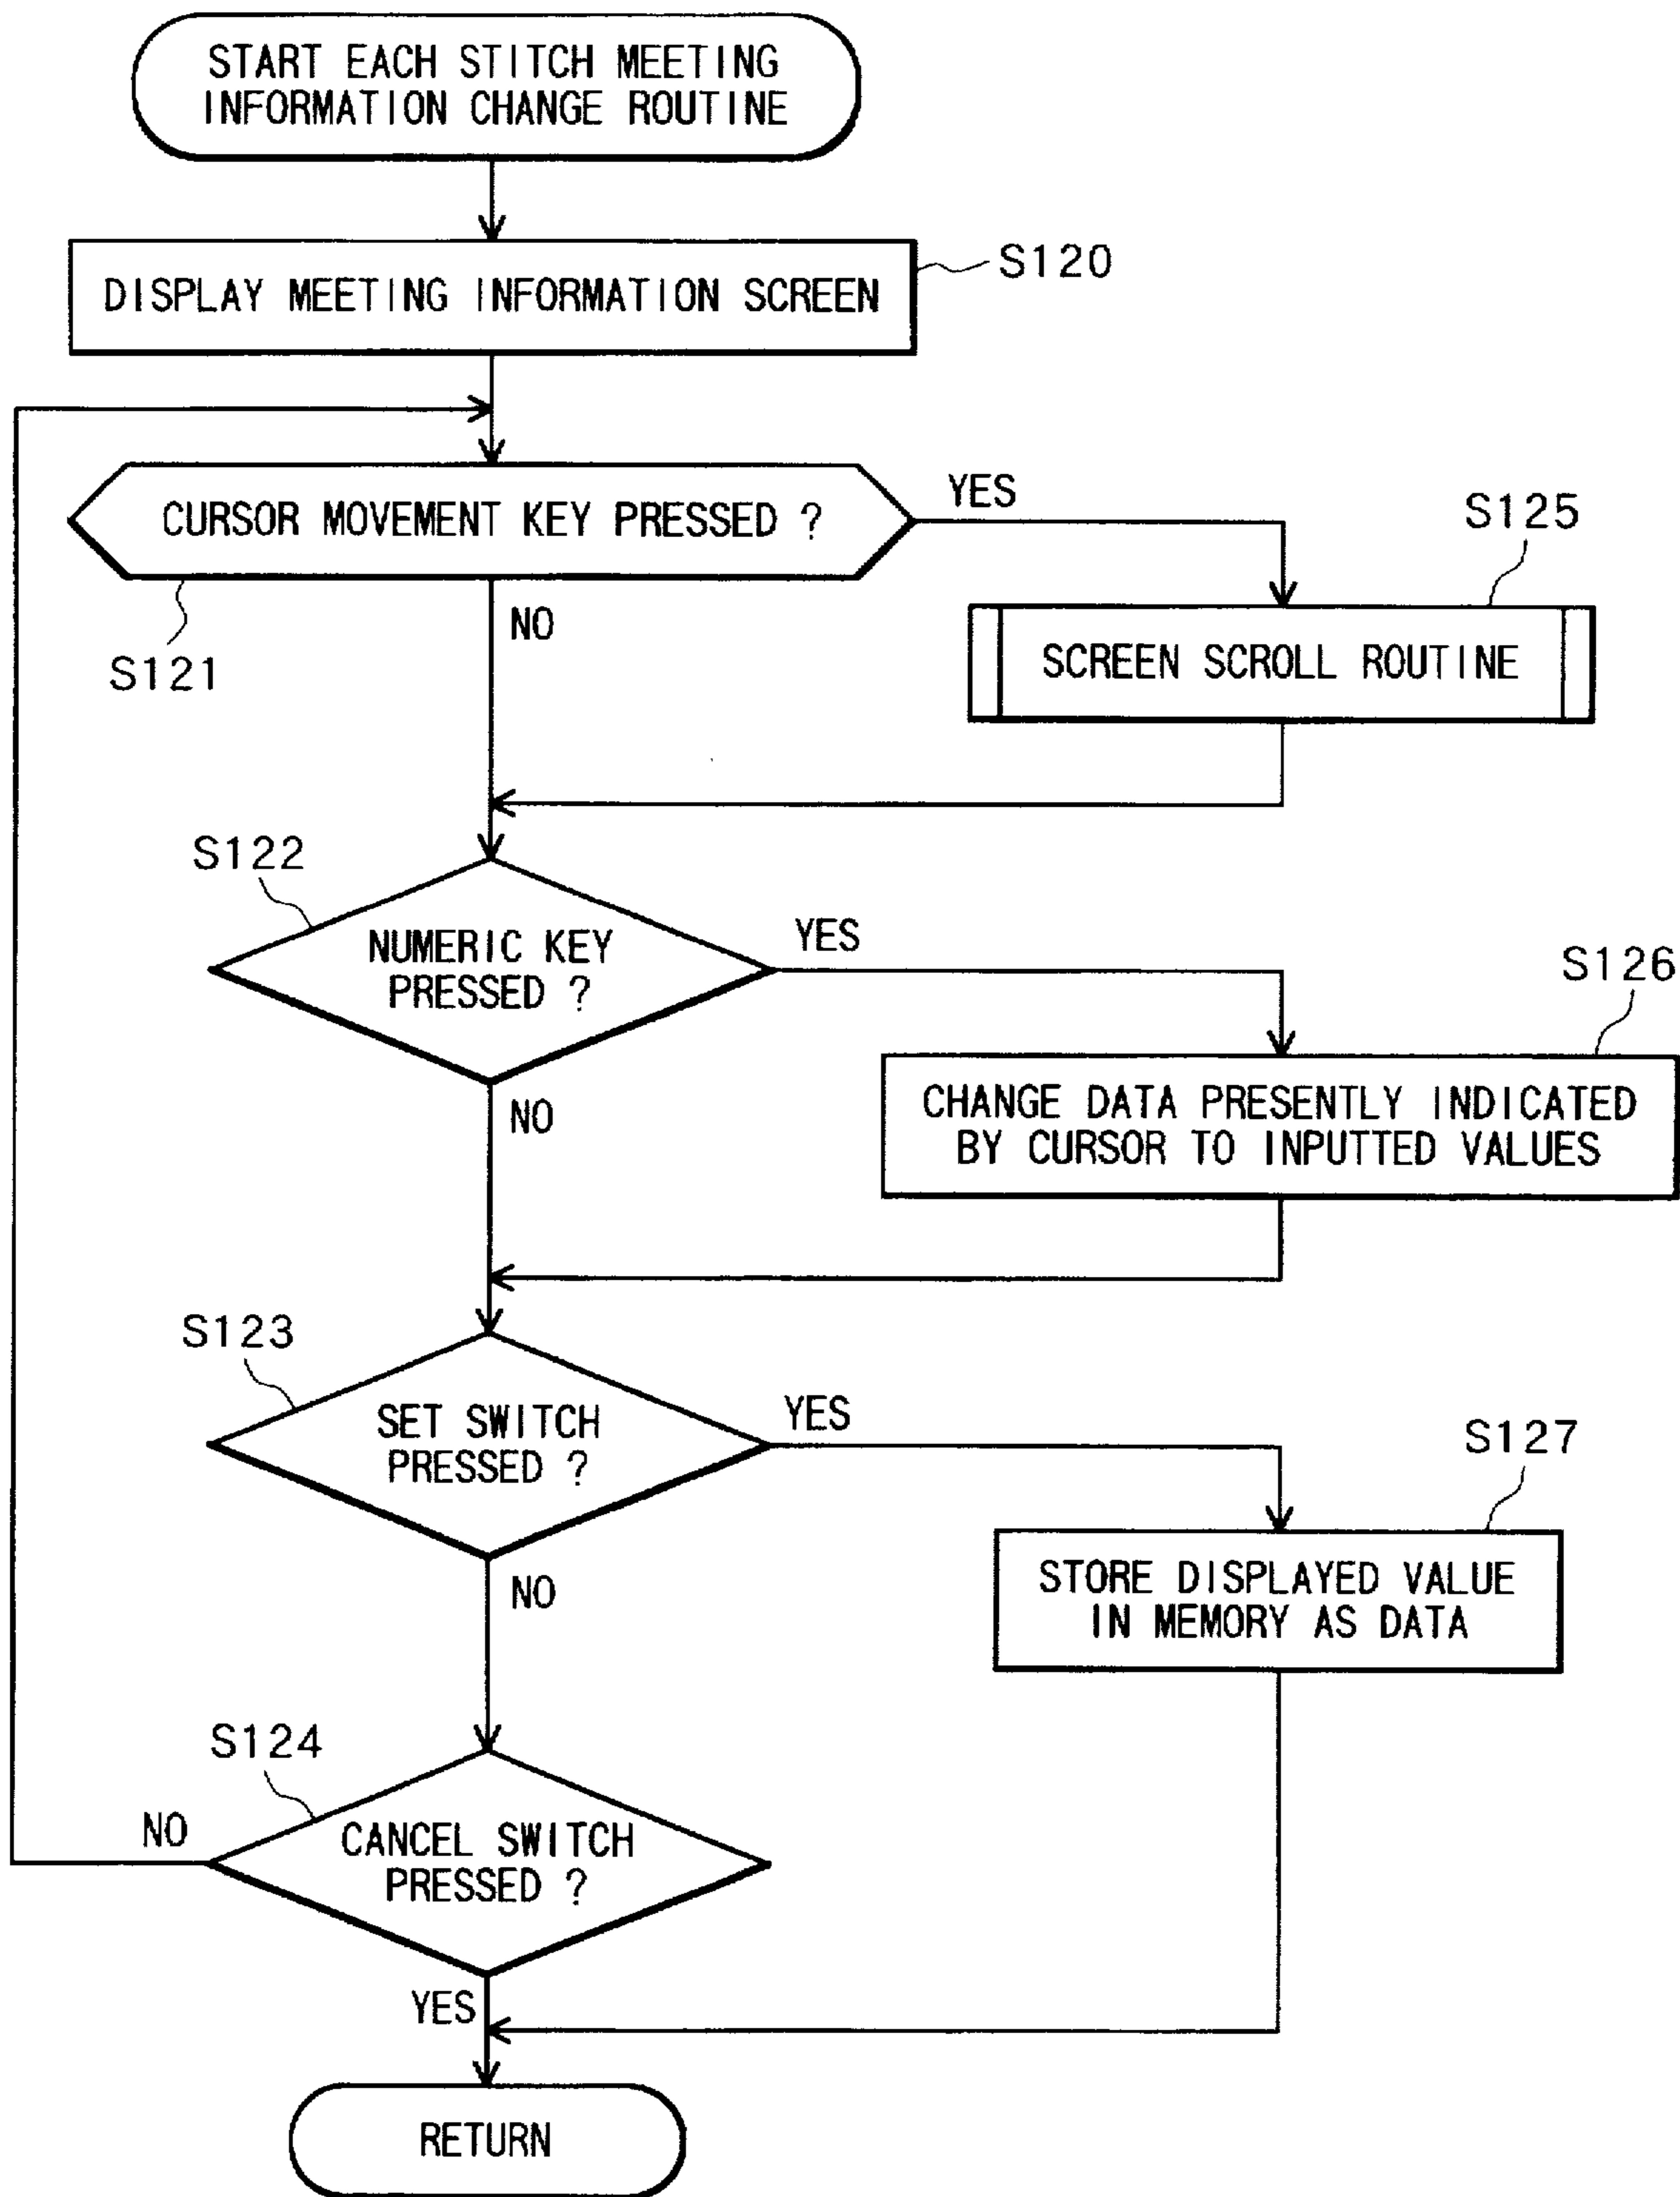 START EACH STITCH MEETING
INFORMATION CHANGE ROUTINE
S120
DISPLAY MEETING INFORMATION SCREEN
YES
CURSOR MOVEMENT KEY PRESSED ?
S125
NO
S121
SCREEN SCROLL ROUTINE
S122
YES
NUMERIC KEY
PRESSED ?
S126
NO
CHANGE DATA PRESENTLY INDICATED
BY CURSOR TO INPUTTED VALUES
S123
YES
SET SWITCH
PRESSED ?
S127
NO
STORE DISPLAYED VALUE
IN MEMORY AS DATA
S124
NO
CANCEL SWITCH
PRESSED ?
YES
RETURN